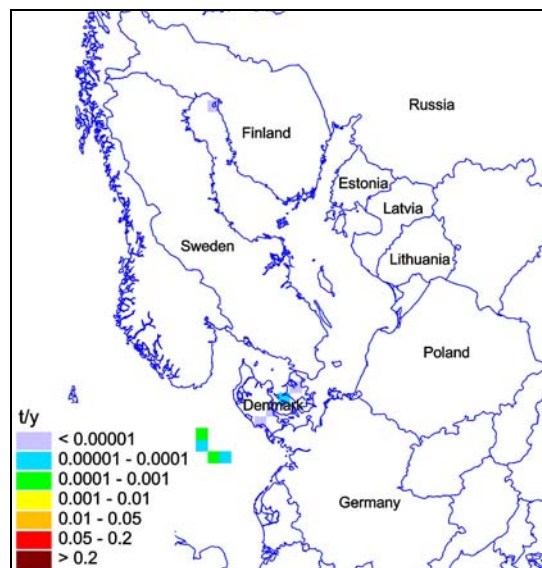 Russia
Finland
Estonia
Latvia
Sweden
Lithuania
Poland
Denmark
Germany
t/y
< 0.00001
0.00001 - 0.0001
0.0001 - 0.001
0.001 - 0.01
0.01 - 0.05
0.05 - 0.2
> 0.2